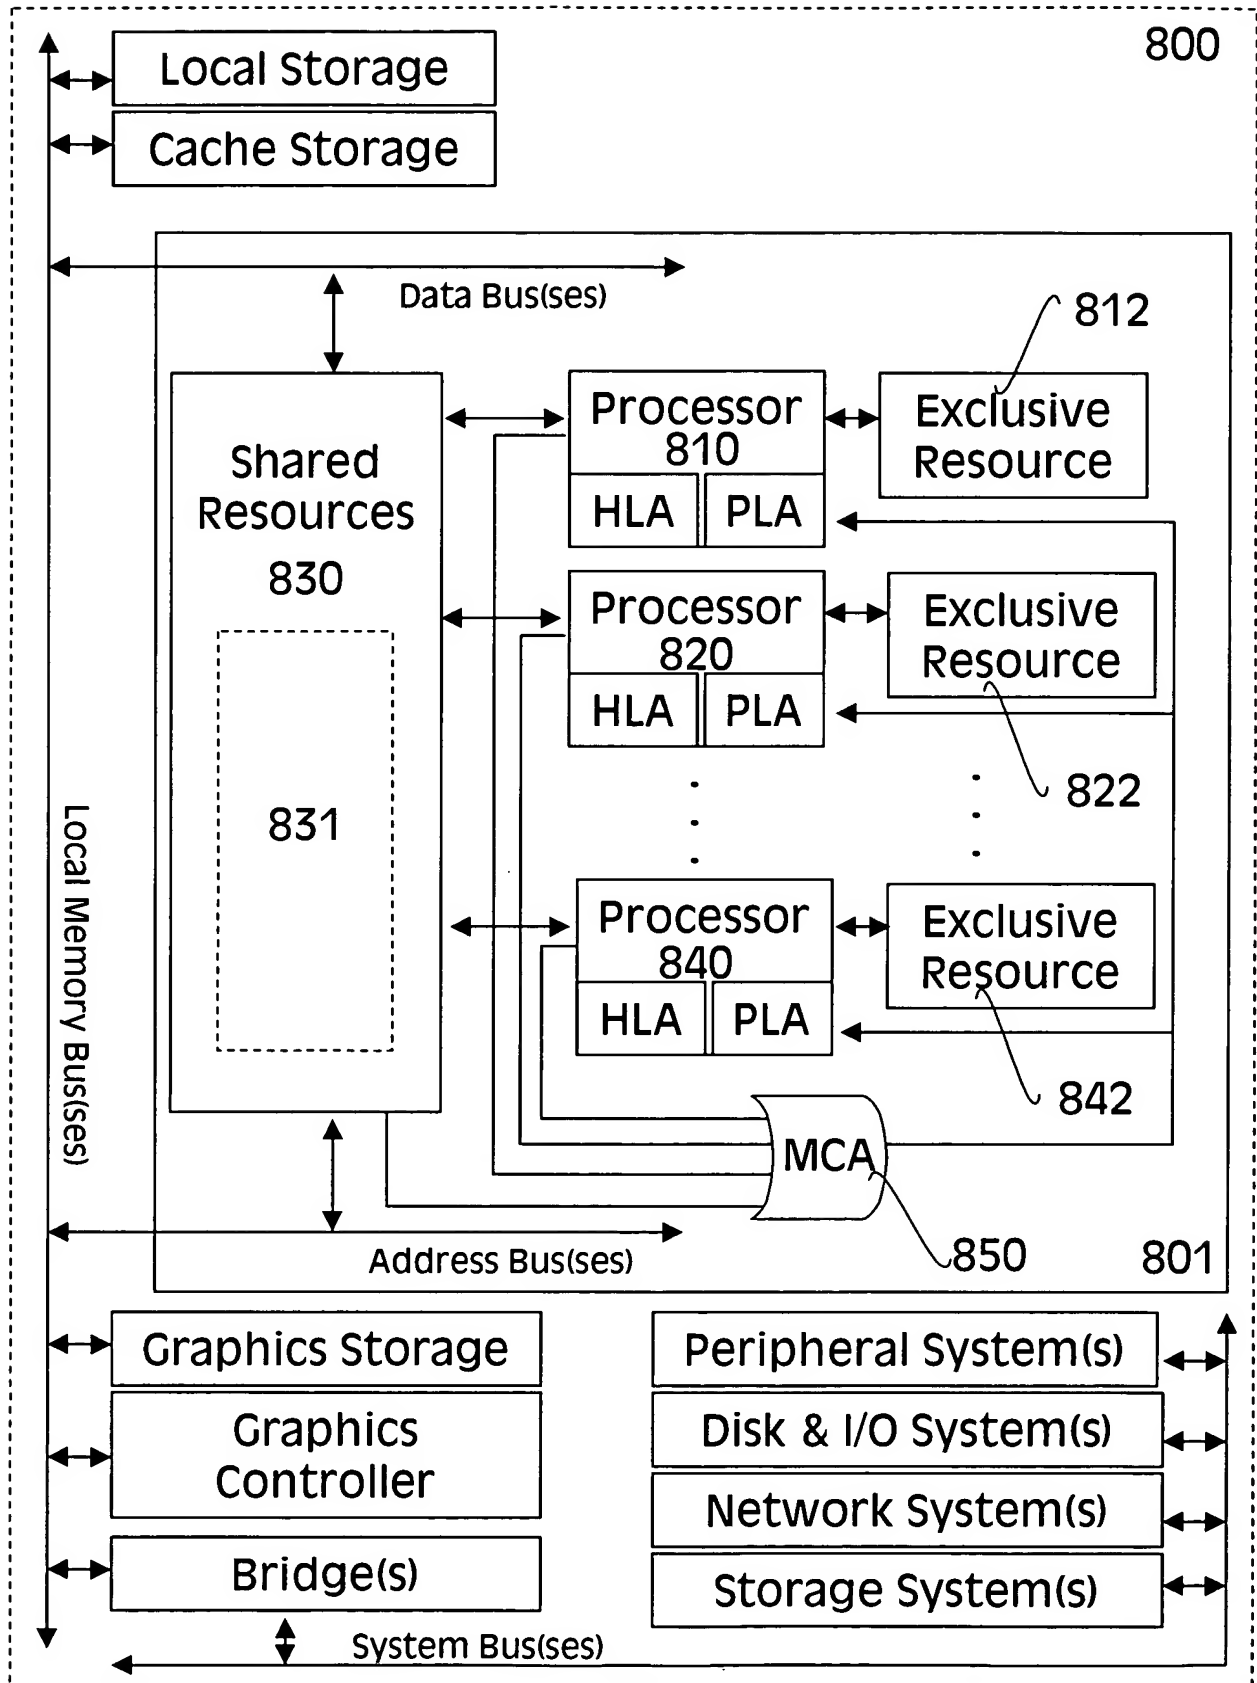 800
Local Storage
Cache Storage
Data Bus(ses)
812
Processor
810
HLA
PLA
Exclusive
Resource
Shared
Resources
830
Processor
820
HLA
PLA
Exclusive
Resource
822
831
Local Memory Bus(ses)
Processor
840
HLA
PLA
Exclusive
Resource
842
MCA
850
801
Address Bus(ses)
Graphics Storage
Graphics
Controller
Bridge(s)
Peripheral System(s)
Disk & I/O System(s)
Network System(s)
Storage System(s)
System Bus(ses)